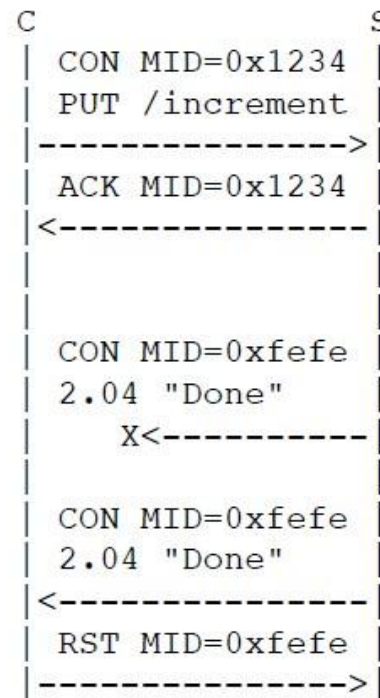 C S
CON MID=0x1234
PUT /increment
ACK MID=0x1234
CON MID=0xfefe
2.04 "Done"
X
CON MID=0xfefe
2.04 "Done"
RST MID=0xfefe